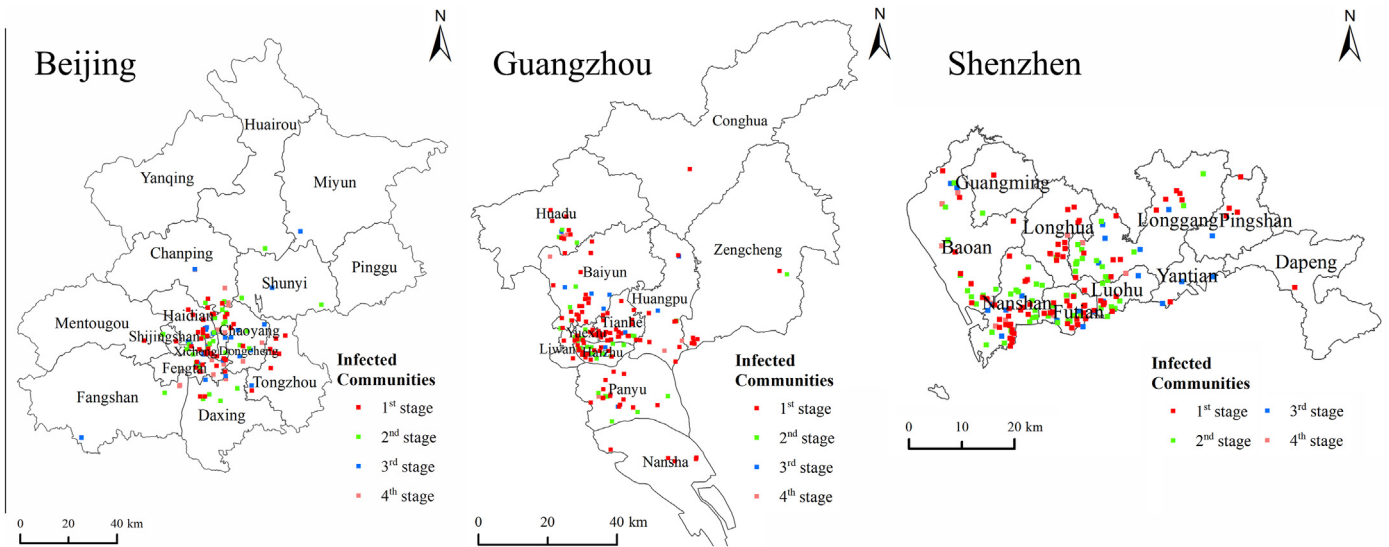 Beijing
N
Huairou
Yanqing
Miyun
Chanping
Pinggu
Shunyi
Mentougou
Haidian
Shijingshan
Chaoyang
Xicheng
Dongcheng
Fengtai
Tongzhou
Fangshan
Daxing
Infected
Communities
1st stage
2nd stage
3rd stage
4th stage
0 20 40 km
Guangzhou
N
Conghua
Huadu
Zengcheng
Baiyun
Huangpu
Tianhe
Yuexiu
Liwan
Haizhu
Panyu
Nansha
Infected
Communities
1st stage
2nd stage
3rd stage
4th stage
0 20 40 km
Shenzhen
N
Guangming
Longhua
Longgang
Pingshan
Baoan
Dapeng
Yantian
Luohu
Nanshan
Futian
Infected
Communities
1st stage
3rd stage
2nd stage
4th stage
0 10 20 km